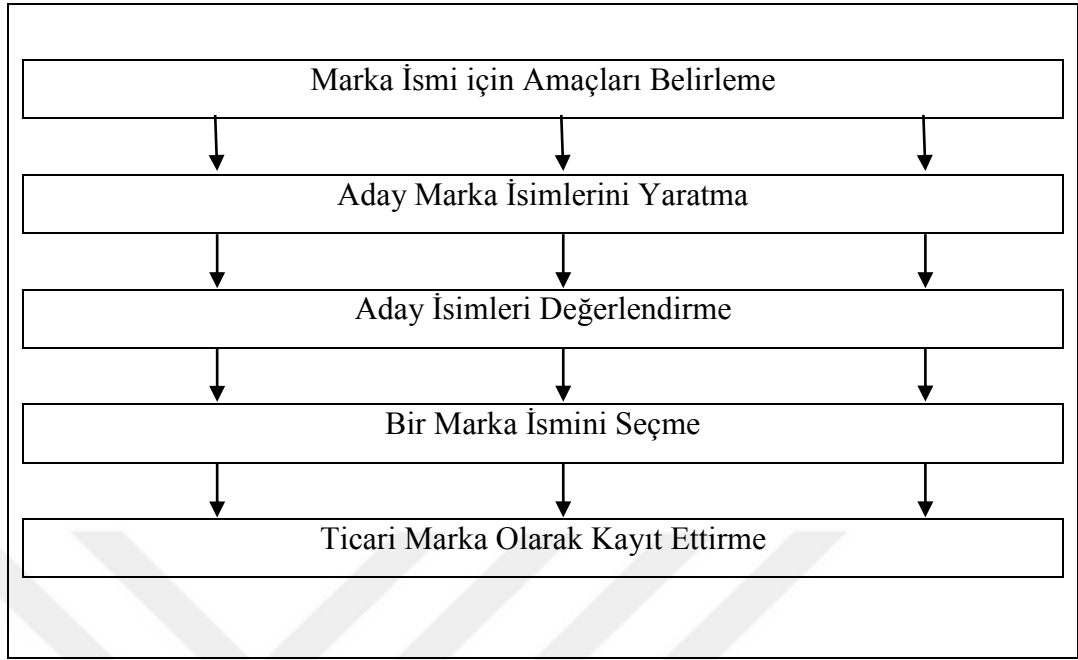 Marka İsmi için Amaçları Belirleme
Aday Marka İsimlerini Yaratma
Aday İsimleri Değerlendirme
Bir Marka İsmini Seçme
Ticari Marka Olarak Kayıt Ettirme